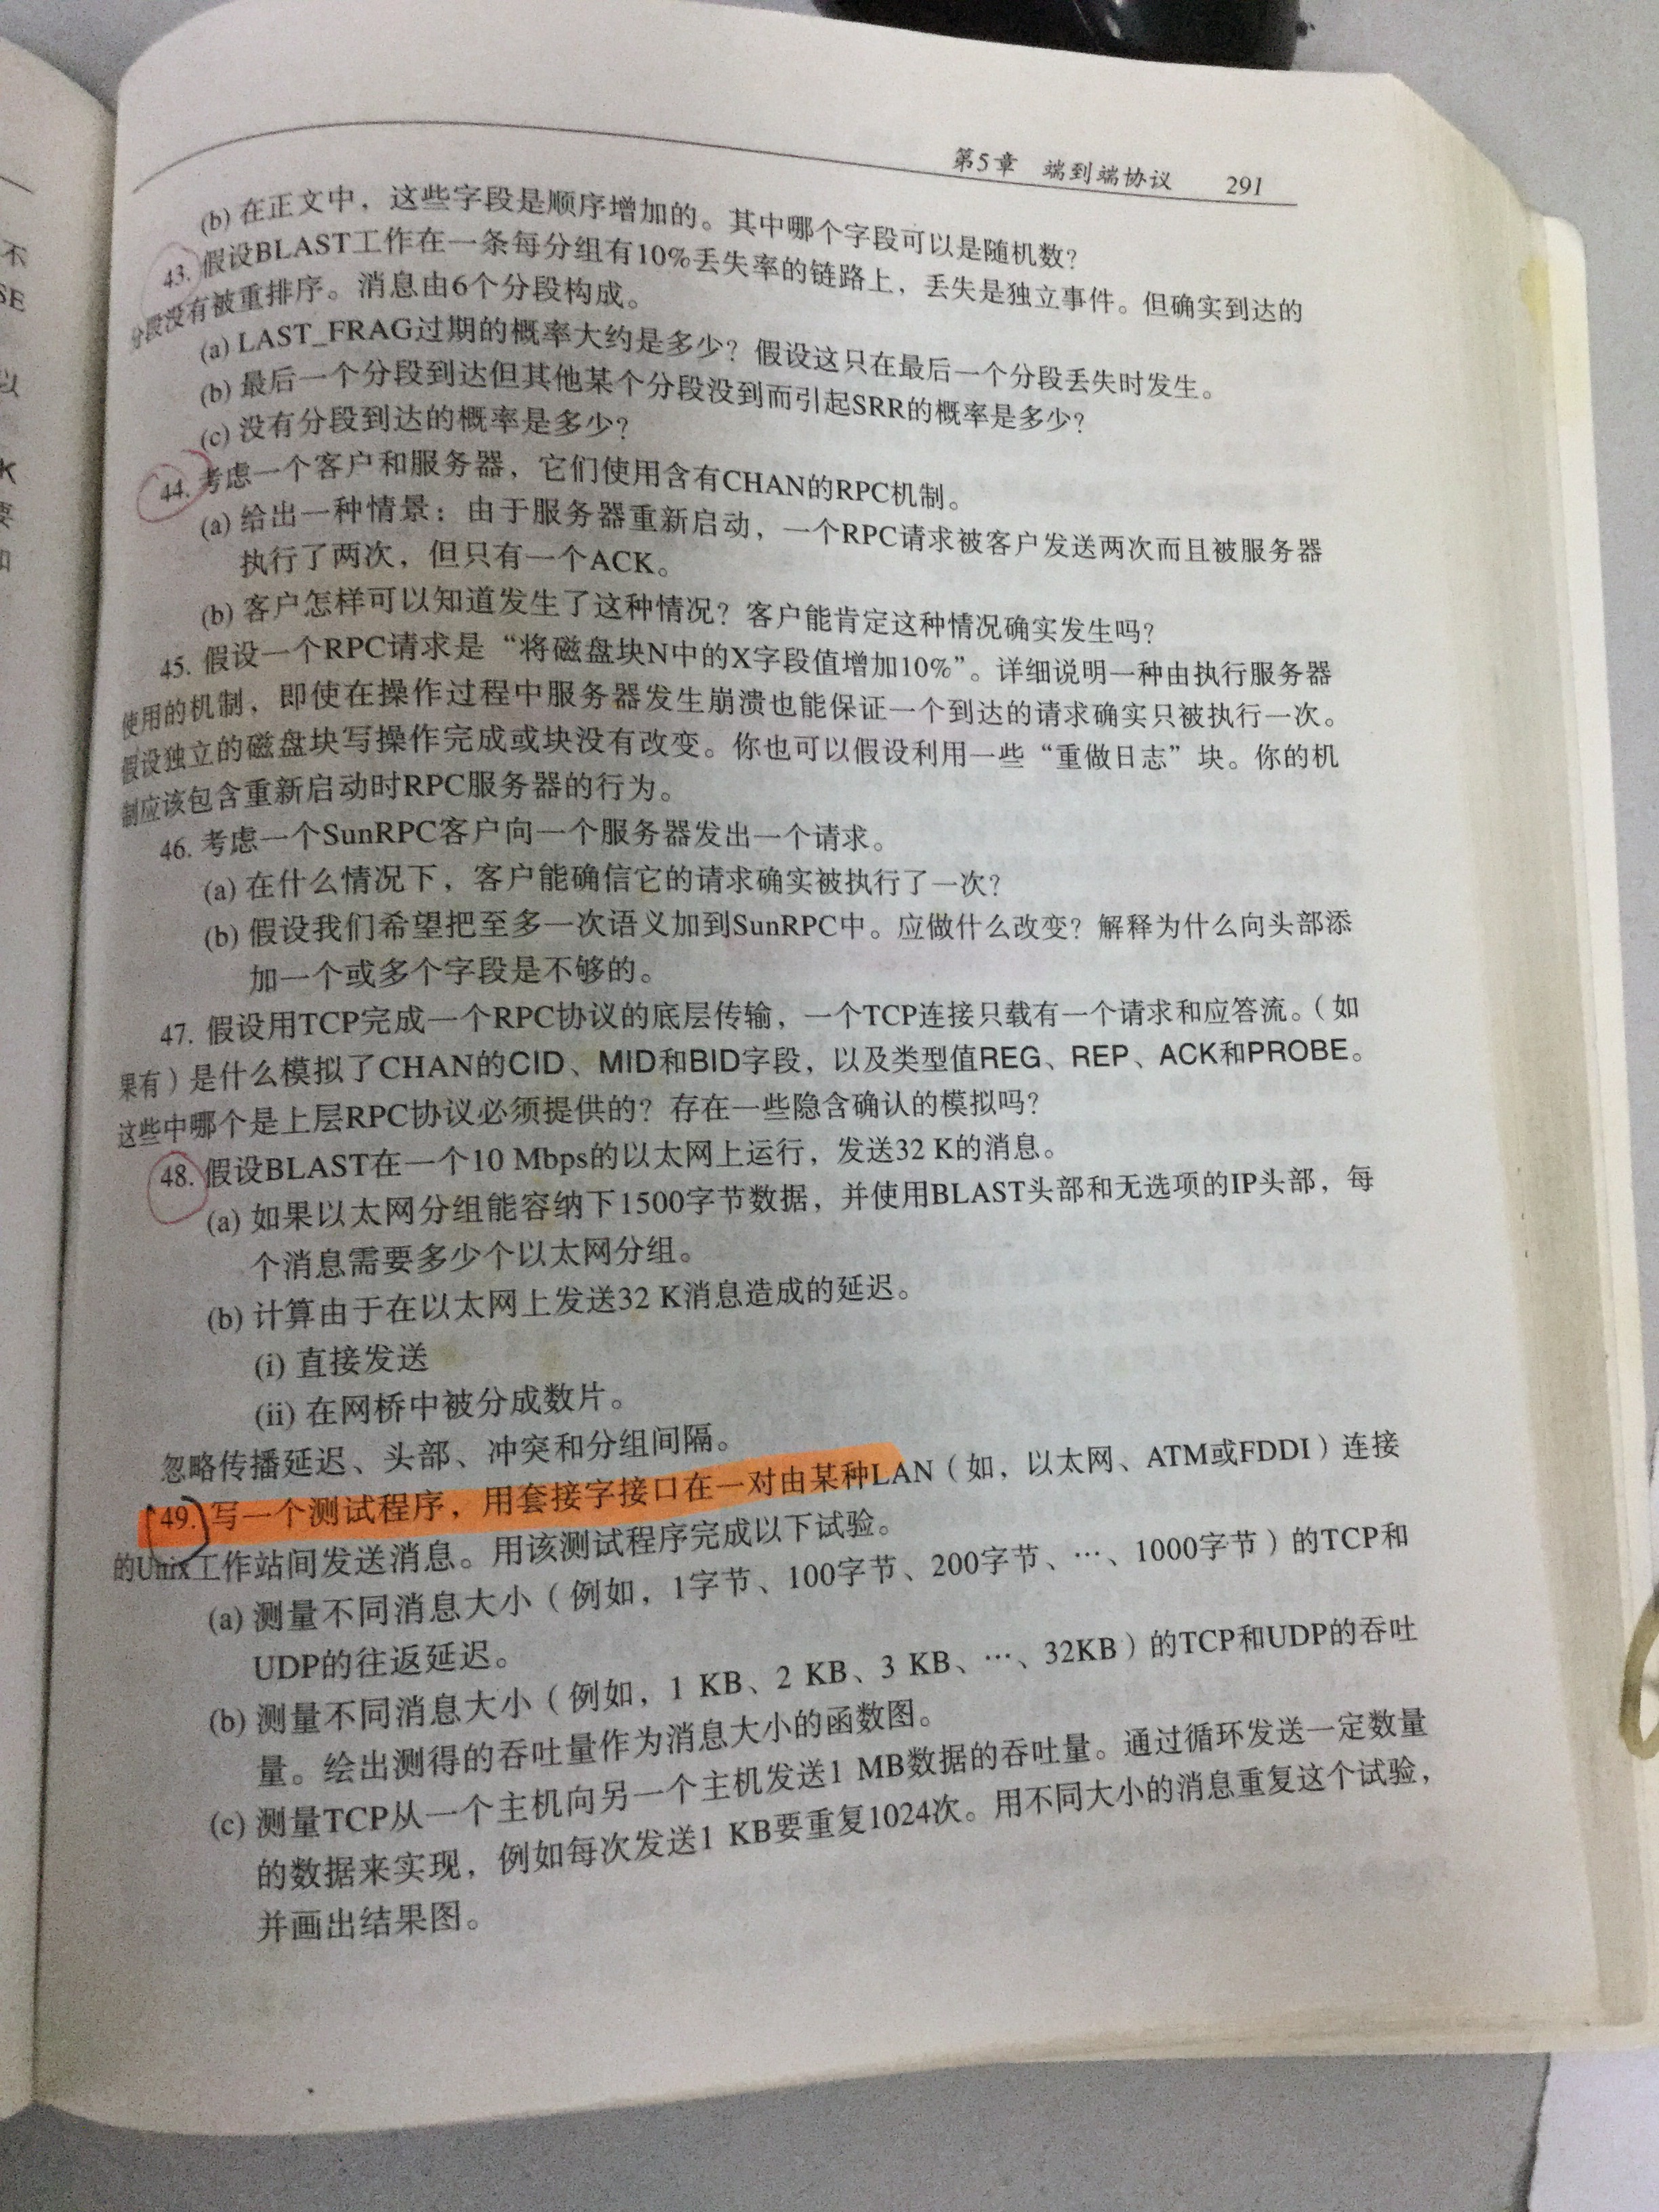 第5章 端到端协议 291
(b) 在正文中，这些字段是顺序增加的。其中哪个字段可以是随机数？
43. 假设BLAST工作在一条每分组有10%丢失率的链路上，丢失是独立事件。但确实到达的
分段没有被重排序。消息由6个分段构成。
(a) LAST_FRAG过期的概率大约是多少？假设这只在最后一个分段丢失时发生。
(b) 最后一个分段到达但其他某个分段没到而引起SRR的概率是多少？
(c) 没有分段到达的概率是多少？
44. 考虑一个客户和服务器，它们使用含有CHAN的RPC机制。
(a) 给出一种情景：由于服务器重新启动，一个RPC请求被客户发送两次而且被服务器
执行了两次，但只有一个ACK。
(b) 客户怎样可以知道发生了这种情况？客户能肯定这种情况确实发生吗？
45. 假设一个RPC请求是“将磁盘块N中的X字段值增加10%”。详细说明一种由执行服务器
使用的机制，即使在操作过程中服务器发生崩溃也能保证一个到达的请求确实只被执行一次。
假设独立的磁盘块写操作完成或块没有改变。你也可以假设利用一些“重做日志”块。你的机
制应该包含重新启动时RPC服务器的行为。
46. 考虑一个SunRPC客户向一个服务器发出一个请求。
(a) 在什么情况下，客户能确信它的请求确实被执行了一次？
(b) 假设我们希望把至多一次语义加到SunRPC中。应做什么改变？解释为什么向头部添
加一个或多个字段是不够的。
47. 假设用TCP完成一个RPC协议的底层传输，一个TCP连接只载有一个请求和应答流。（如
果有）是什么模拟了CHAN的CID、MID和BID字段，以及类型值REG、REP、ACK和PROBE。
这些中哪个是上层RPC协议必须提供的？存在一些隐含确认的模拟吗？
48. 假设BLAST在一个10 Mbps的以太网上运行，发送32 K的消息。
(a) 如果以太网分组能容纳下1500字节数据，并使用BLAST头部和无选项的IP头部，每
个消息需要多少个以太网分组。
(b) 计算由于在以太网上发送32 K消息造成的延迟。
(i) 直接发送
(ii) 在网桥中被分成数片。
忽略传播延迟、头部、冲突和分组间隔。
49. 写一个测试程序，用套接字接口在一对由某种LAN（如，以太网、ATM或FDDI）连接
的Unix工作站间发送消息。用该测试程序完成以下试验。
(a) 测量不同消息大小（例如，1字节、100字节、200字节、…、1000字节）的TCP和
UDP的往返延迟。
(b) 测量不同消息大小（例如，1 KB、2 KB、3 KB、…、32KB）的TCP和UDP的吞吐
量。绘出测得的吞吐量作为消息大小的函数图。
(c) 测量TCP从一个主机向另一个主机发送1 MB数据的吞吐量。通过循环发送一定数量
的数据来实现，例如每次发送1 KB要重复1024次。用不同大小的消息重复这个试验，
并画出结果图。
不
SE
以
K
要